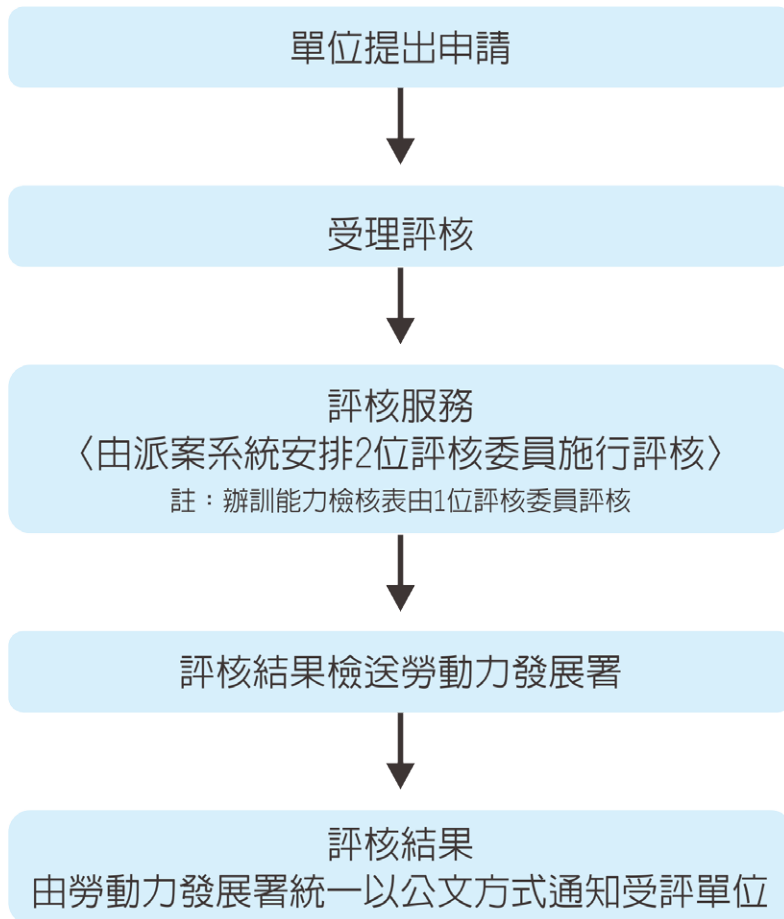 單位提出申請
受理評核
評核服務
〈由派案系統安排2位評核委員施行評核〉
註：辦訓能力檢核表由1位評核委員評核
評核結果檢送勞動力發展署
評核結果
由勞動力發展署統一以公文方式通知受評單位